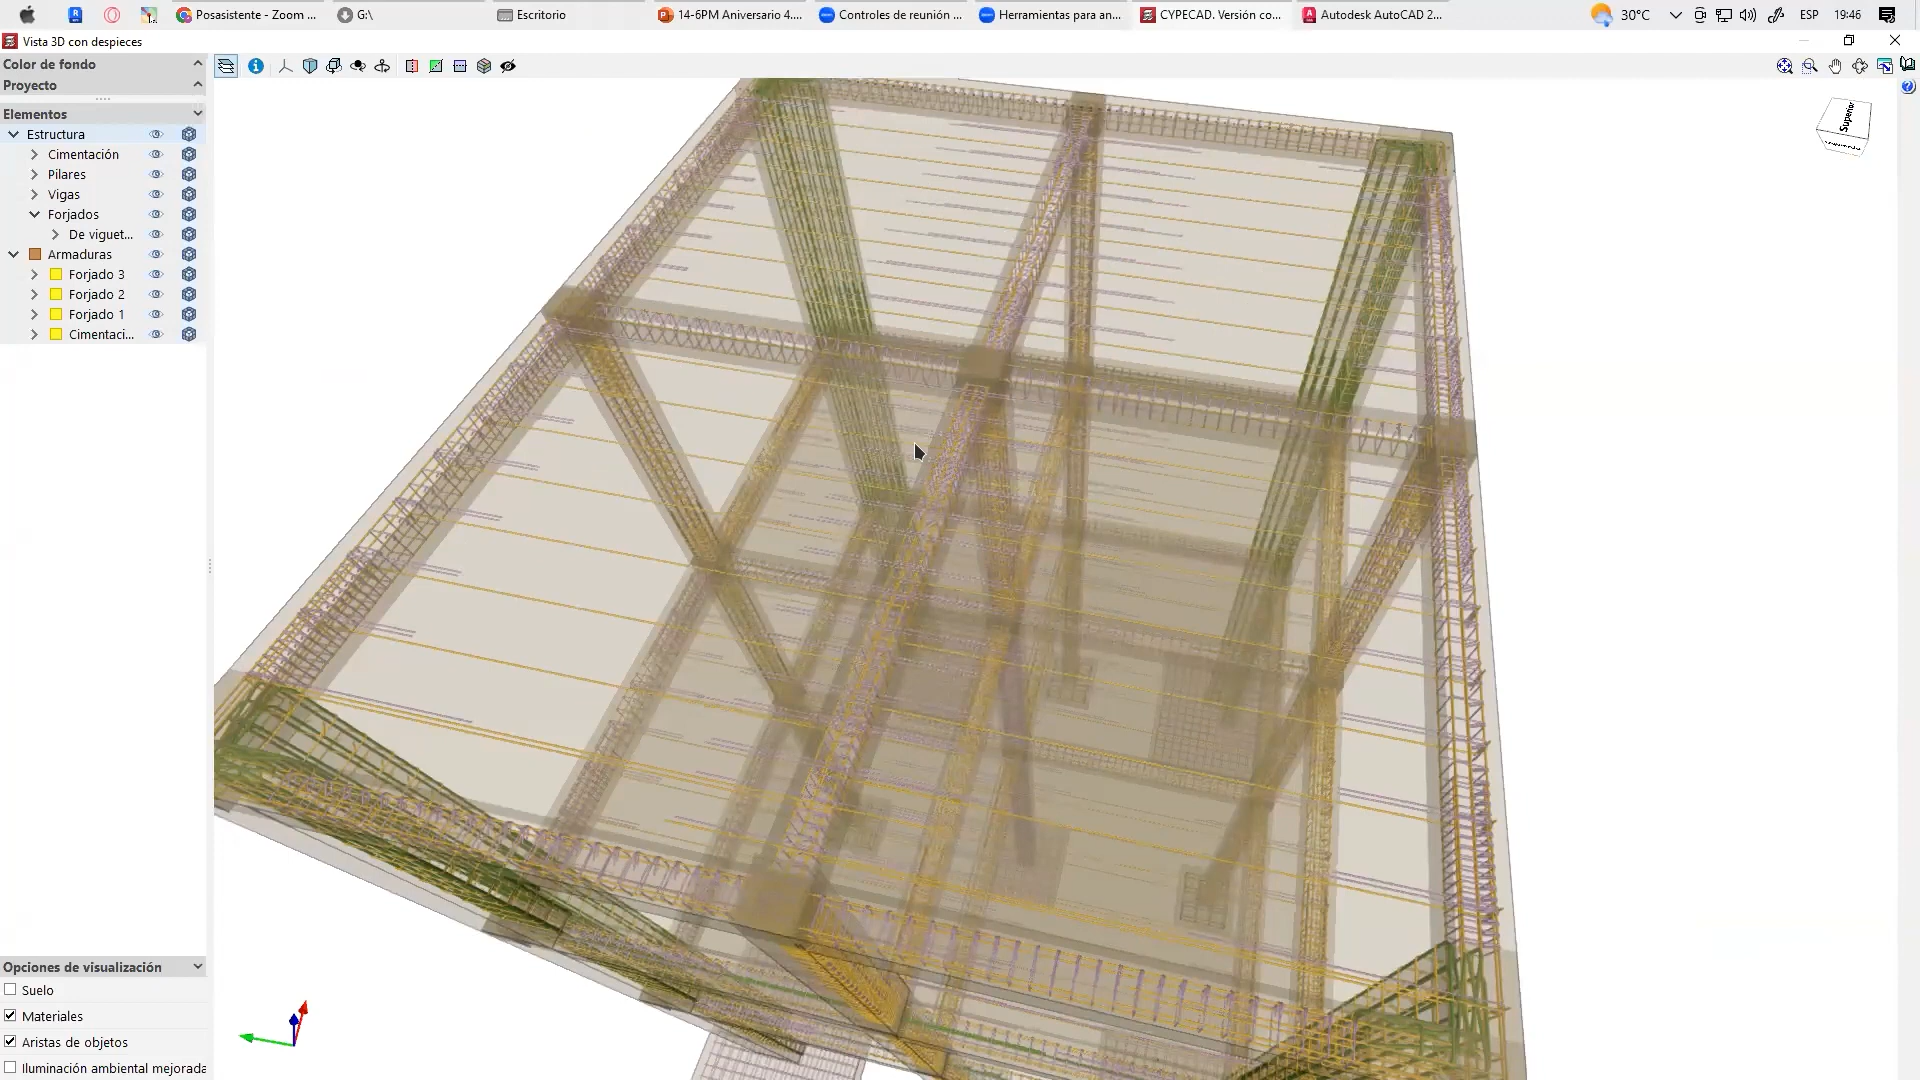 Posasistente - Zoom ...
G:\
Escritorio
14-6PM Aniversario 4....
Controles de reunión ...
Herramientas para an...
CYPECAD. Versión co...
Autodesk AutoCAD 2...
30°C
ESP
19:46
Vista 3D con despieces
Color de fondo
Proyecto
Elementos
Estructura
Cimentación
Pilares
Vigas
Forjados
De viguet...
Armaduras
Forjado 3
Forjado 2
Forjado 1
Cimentaci...
Superior
Opciones de visualización
Suelo
Materiales
Aristas de objetos
Iluminación ambiental mejorada